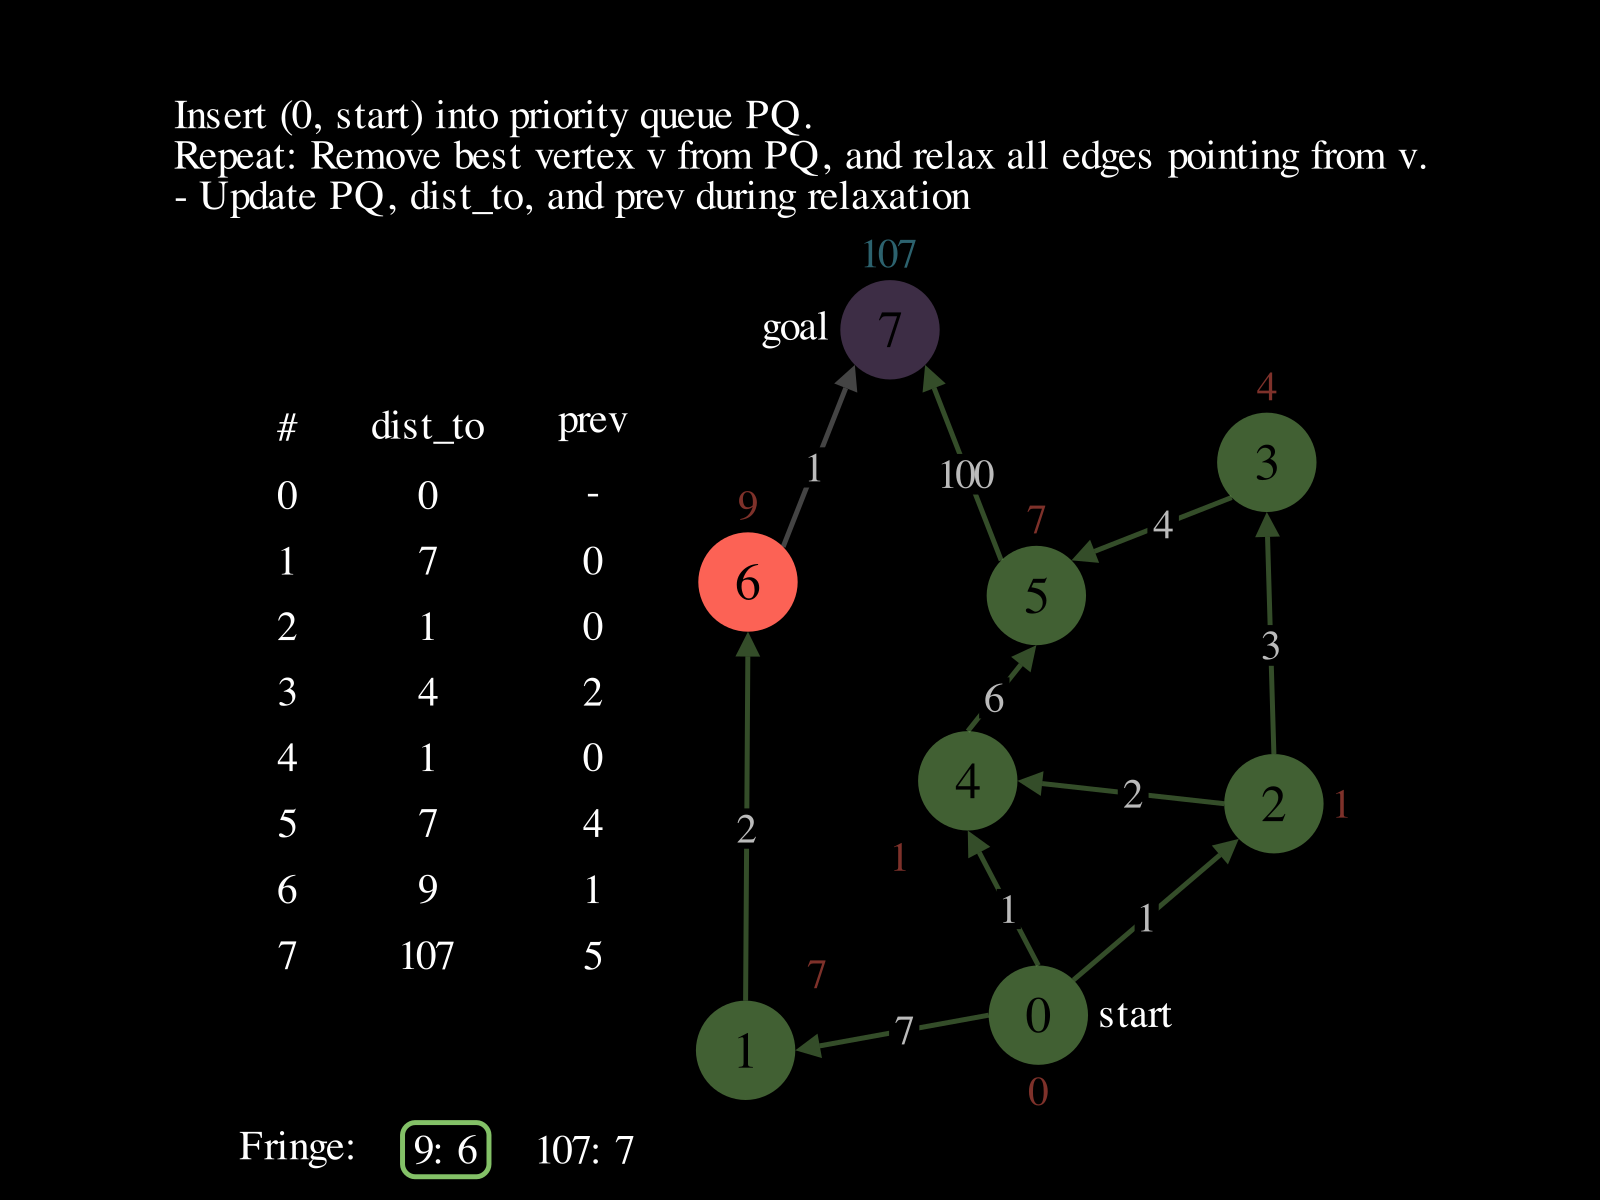 Insert (0, start) into priority queue PQ.
Repeat: Remove best vertex v from PQ, and relax all edges pointing from v.
- Update PQ, dist_to, and prev during relaxation
107
goal
7
4
3
1
100
4
9
7
6
5
3
6
2
4
2
2
1
1
1
1
7
1
7
0
start
0
# dist_to prev
0 0 -
1 7 0
2 1 0
3 4 2
4 1 0
5 7 4
6 9 1
7 107 5
Fringe: 9: 6 107: 7